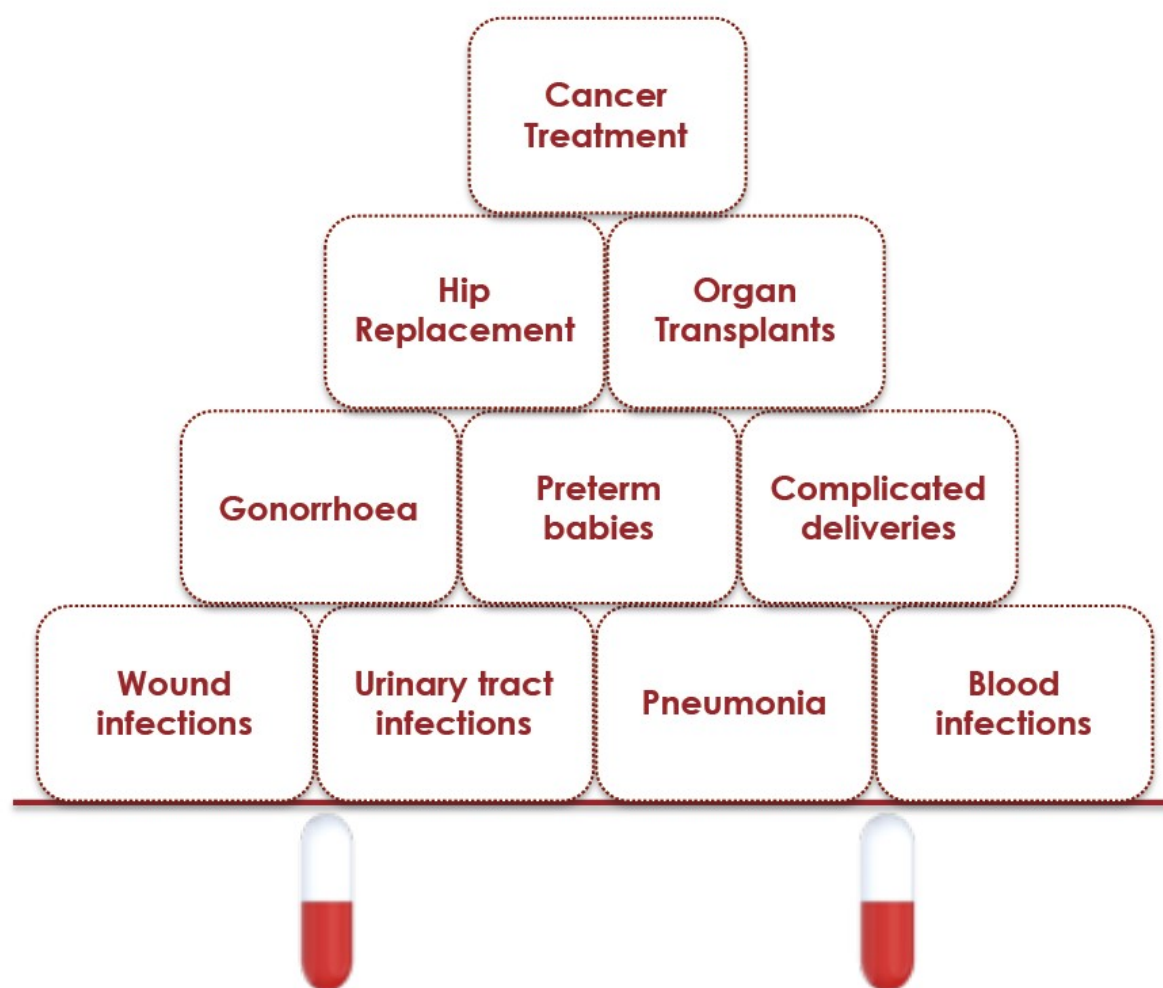 Cancer
Treatment
Hip
Replacement
Organ
Transplants
Gonorrhoea
Preterm
babies
Complicated
deliveries
Wound
infections
Urinary tract
infections
Pneumonia
Blood
infections